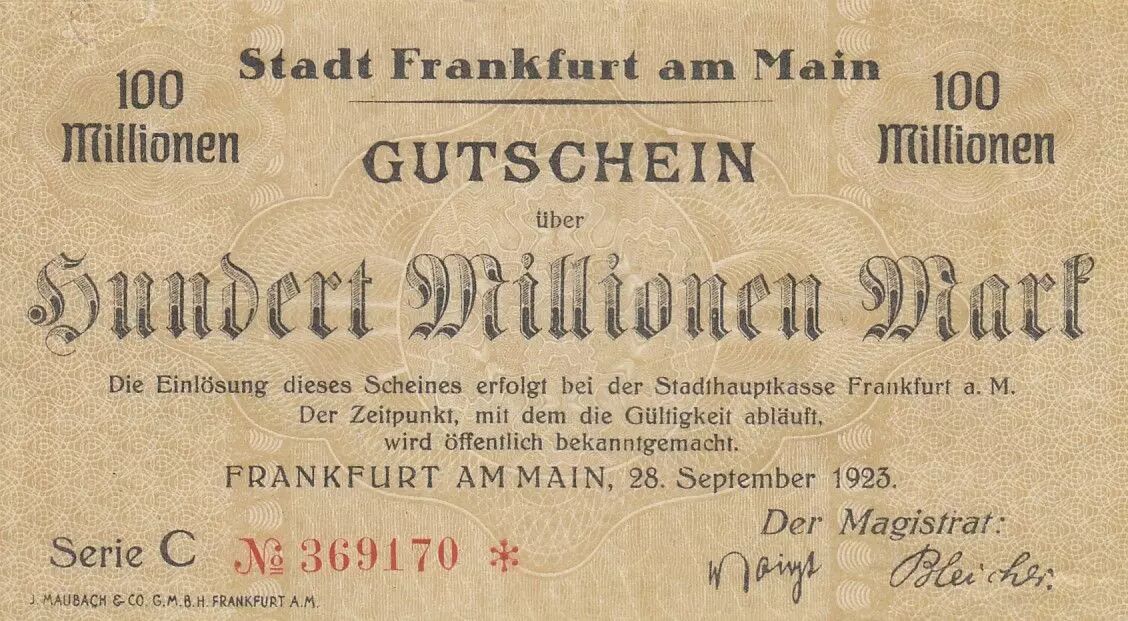 Stadt Frankfurt am Main
100 Millionen
100 Millionen
GUTSCHEIN
über
Hundert Millionen Mark
Die Einlösung dieses Scheines erfolgt bei der Stadthauptkasse Frankfurt a. M.
Der Zeitpunkt, mit dem die Gültigkeit abläuft,
wird öffentlich bekanntgemacht.
FRANKFURT AM MAIN, 28. September 1923.
Der Magistrat:
Serie C № 369170 *
Voigt Bleicher.
J. MAUBACH & CO. G.M.B.H. FRANKFURT A.M.